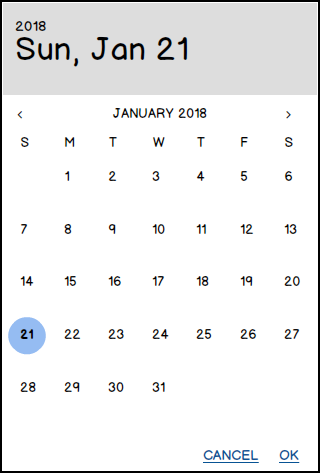 2018
Sun, Jan 21
< JANUARY 2018 >
S M T W T F S
1 2 3 4 5 6
7 8 9 10 11 12 13
14 15 16 17 18 19 20
21 22 23 24 25 26 27
28 29 30 31
CANCEL OK